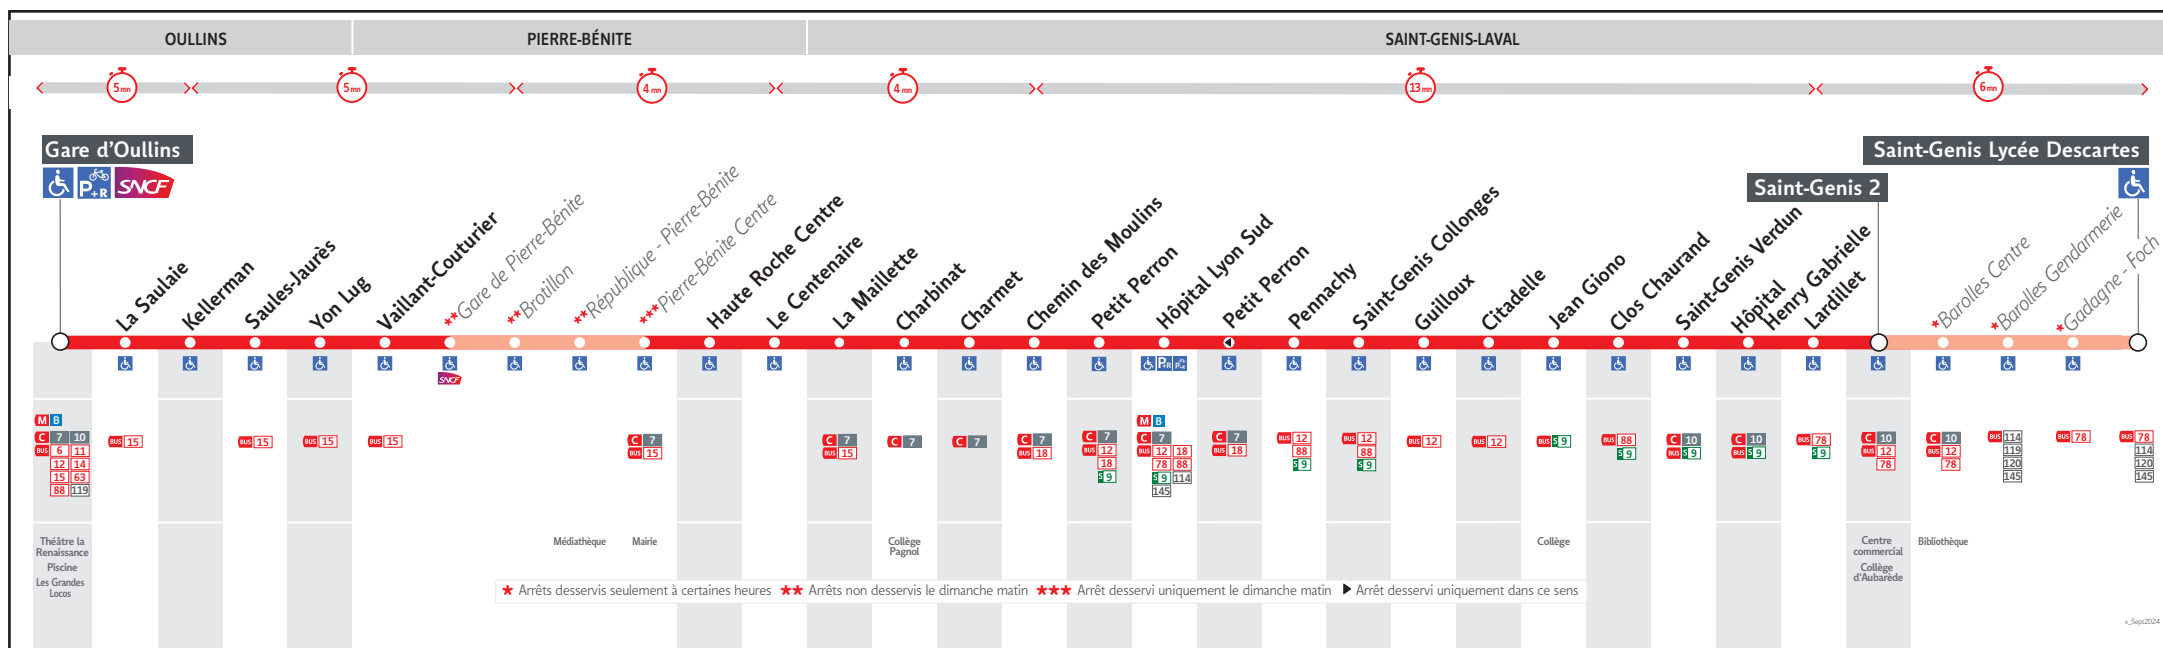 OULLINS
PIERRE-BÉNITE
SAINT-GENIS-LAVAL
5mn
5mn
4mn
4mn
13mn
6mn
Gare d'Oullins
P+R
SNCF
La Saulaie
Kellerman
Saules-Jaurès
Yon Lug
Vaillant-Couturier
**Gare de Pierre-Bénite
**Brotillon
**République - Pierre-Bénite
***Pierre-Bénite Centre
Haute Roche Centre
Le Centenaire
La Maillette
Charbinat
Charmet
Chemin des Moulins
Petit Perron
Hôpital Lyon Sud
Petit Perron
Pennachy
Saint-Genis Collonges
Guilloux
Citadelle
Jean Giono
Clos Chaurand
Saint-Genis Verdun
Hôpital
Henry Gabrielle
Lardillet
Saint-Genis 2
*Barolles Centre
*Barolles Gendarmerie
*Gadagne - Foch
Saint-Genis Lycée Descartes
SNCF
P+R P+R
M B
C 7 10
BUS 6 11
12 14
15 63
88 119
BUS 15
BUS 15
BUS 15
BUS 15
C 7
BUS 15
C 7
BUS 15
C 7
C 7
C 7
BUS 18
C 7
BUS 12
18
S 9
M B
C 7
BUS 12 18
78 88
S 9 114
145
C 7
BUS 18
BUS 12
88
S 9
BUS 12
88
S 9
BUS 12
BUS 12
BUS S 9
BUS 88
S 9
C 10
BUS S 9
C 10
BUS S 9
BUS 78
S 9
C 10
BUS 12
78
C 10
BUS 12
78
BUS 114
119
120
145
BUS 78
BUS 78
114
120
145
Théâtre la
Renaissance
Piscine
Les Grandes
Locos
Médiathèque
Mairie
Collège
Pagnol
Collège
Centre
commercial
Collège
d'Aubarède
Bibliothèque
* Arrêts desservis seulement à certaines heures ** Arrêts non desservis le dimanche matin *** Arrêt desservi uniquement le dimanche matin ▶ Arrêt desservi uniquement dans ce sens
v_Sept2024